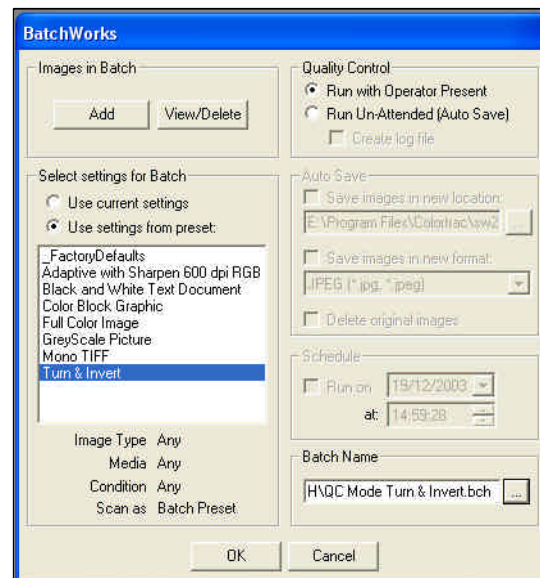 BatchWorks
Images in Batch
Add
View/Delete
Select settings for Batch
Use current settings
Use settings from preset:
_FactoryDefaults
Adaptive with Sharpen 600 dpi RGB
Black and White Text Document
Color Block Graphic
Full Color Image
GreyScale Picture
Mono TIFF
Turn & Invert
Image Type Any
Media Any
Condition Any
Scan as Batch Preset
Quality Control
Run with Operator Present
Run Un-Attended (Auto Save)
Create log file
Auto Save
Save images in new location:
E:\Program Files\Colortrac\sw2
...
Save images in new format:
JPEG (*.jpg, *.jpeg)
Delete original images
Schedule
Run on 19/12/2003
at: 14:59:28
Batch Name
H\QC Mode Turn & Invert.bch
...
OK
Cancel